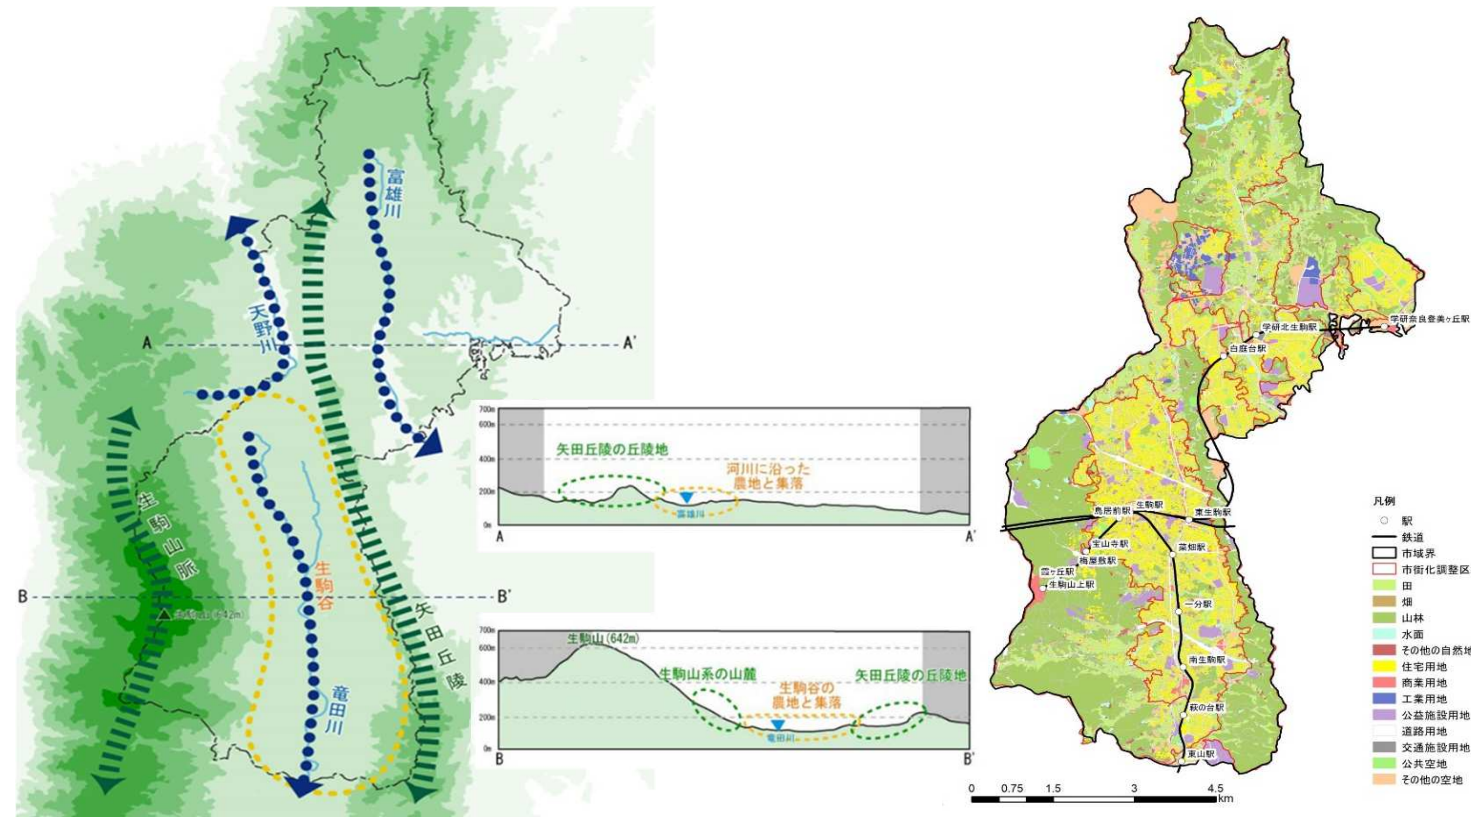 富雄川
天野川
A
A'
生駒山脈
B
B'
生駒山(642m)
生駒谷
竜田川
矢田丘陵
700m
600m
400m
200m
0m
矢田丘陵の丘陵地
河川に沿った
農地と集落
富雄川
A
A'
700m
600m
400m
200m
0m
生駒山(642m)
生駒山系の山麓
生駒谷の
農地と集落
矢田丘陵の丘陵地
竜田川
B
B'
学研北生駒駅
学研奈良登美ヶ丘駅
白庭台駅
鳥居前駅
生駒駅
東生駒駅
宝山寺駅
菜畑駅
梅屋敷駅
霞ヶ丘駅
生駒山上駅
一分駅
南生駒駅
萩の台駅
東山駅
凡例
駅
鉄道
市域界
市街化調整区
田
畑
山林
水面
その他の自然地
住宅用地
商業用地
工業用地
公益施設用地
道路用地
交通施設用地
公共空地
その他の空地
0 0.75 1.5 3 4.5
km